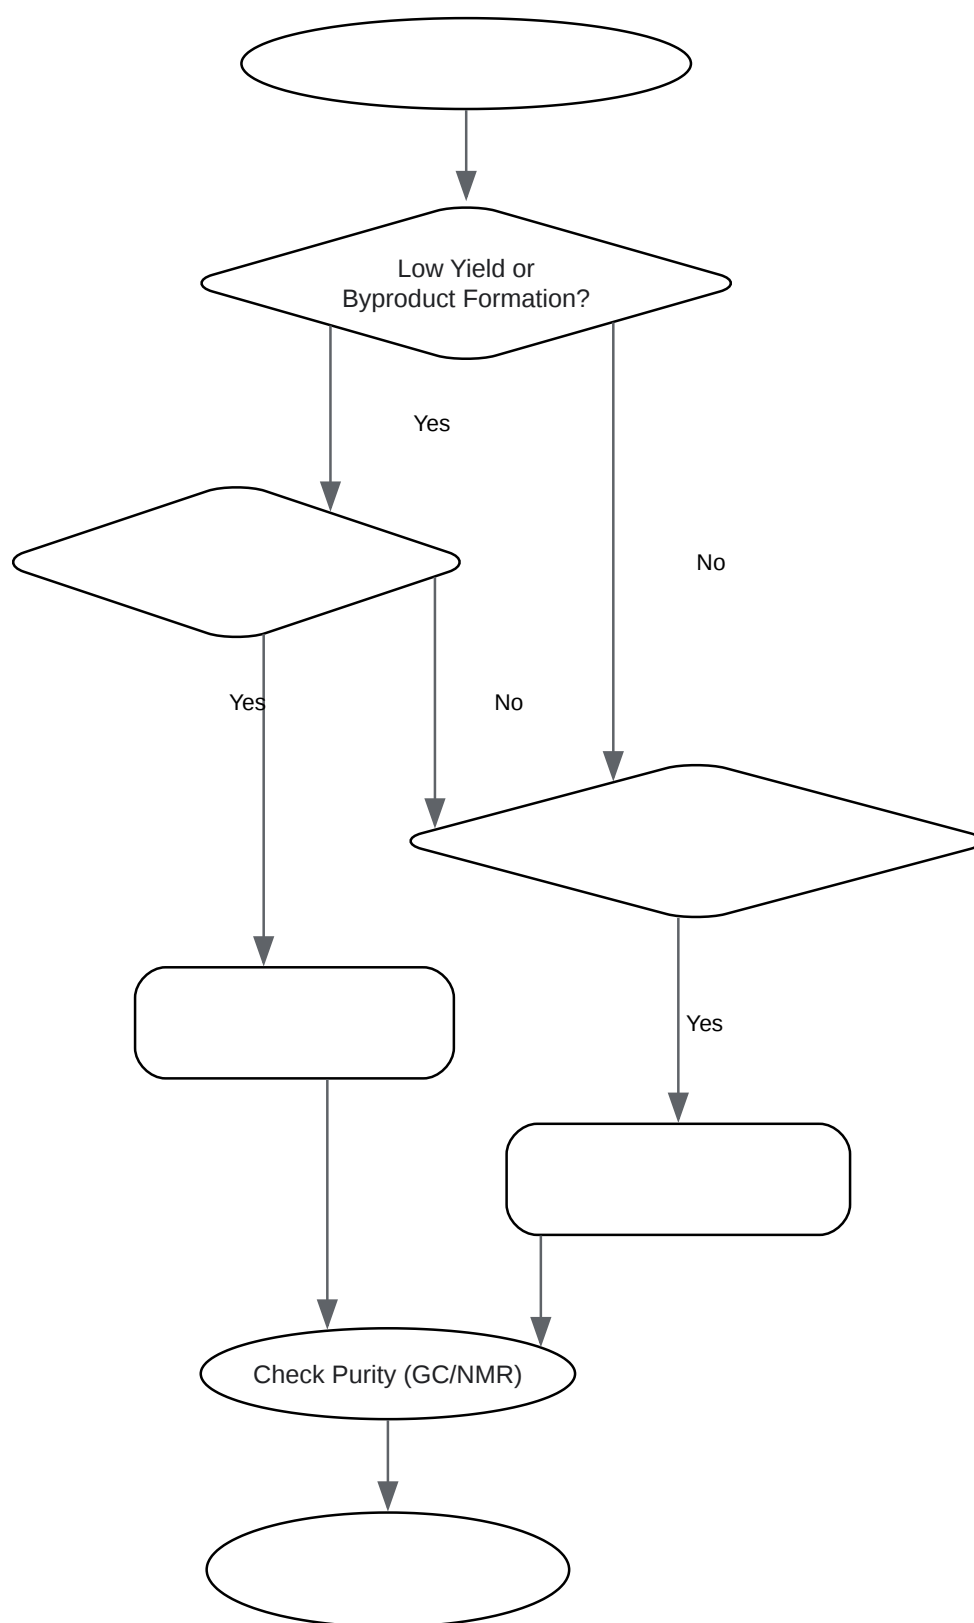 Low Yield or
Byproduct Formation?
Yes
No
Yes
No
Yes
Check Purity (GC/NMR)